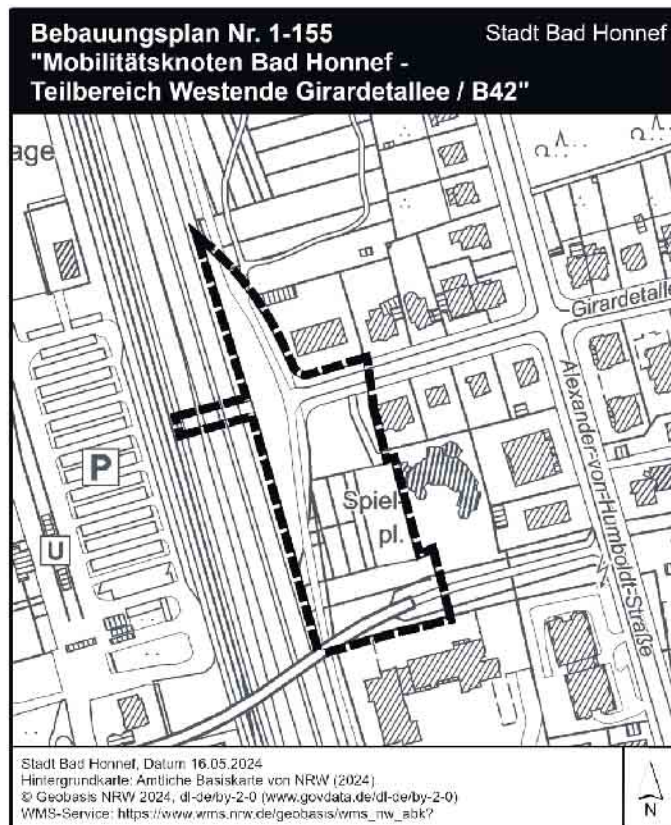 Bebauungsplan Nr. 1-155
Stadt Bad Honnef
"Mobilitätsknoten Bad Honnef -
Teilbereich Westende Girardetallee / B42"
age
Girardetallee
Alexander-von-Humboldt-Straße
P
U
Spiel-
pl.
Stadt Bad Honnef, Datum 16.05.2024
Hintergrundkarte: Amtliche Basiskarte von NRW (2024)
© Geobasis NRW 2024, dl-de/by-2-0 (www.govdata.de/dl-de/by-2-0)
WMS-Service: https://www.wms.nrw.de/geobasis/wms_nw_abk?
N